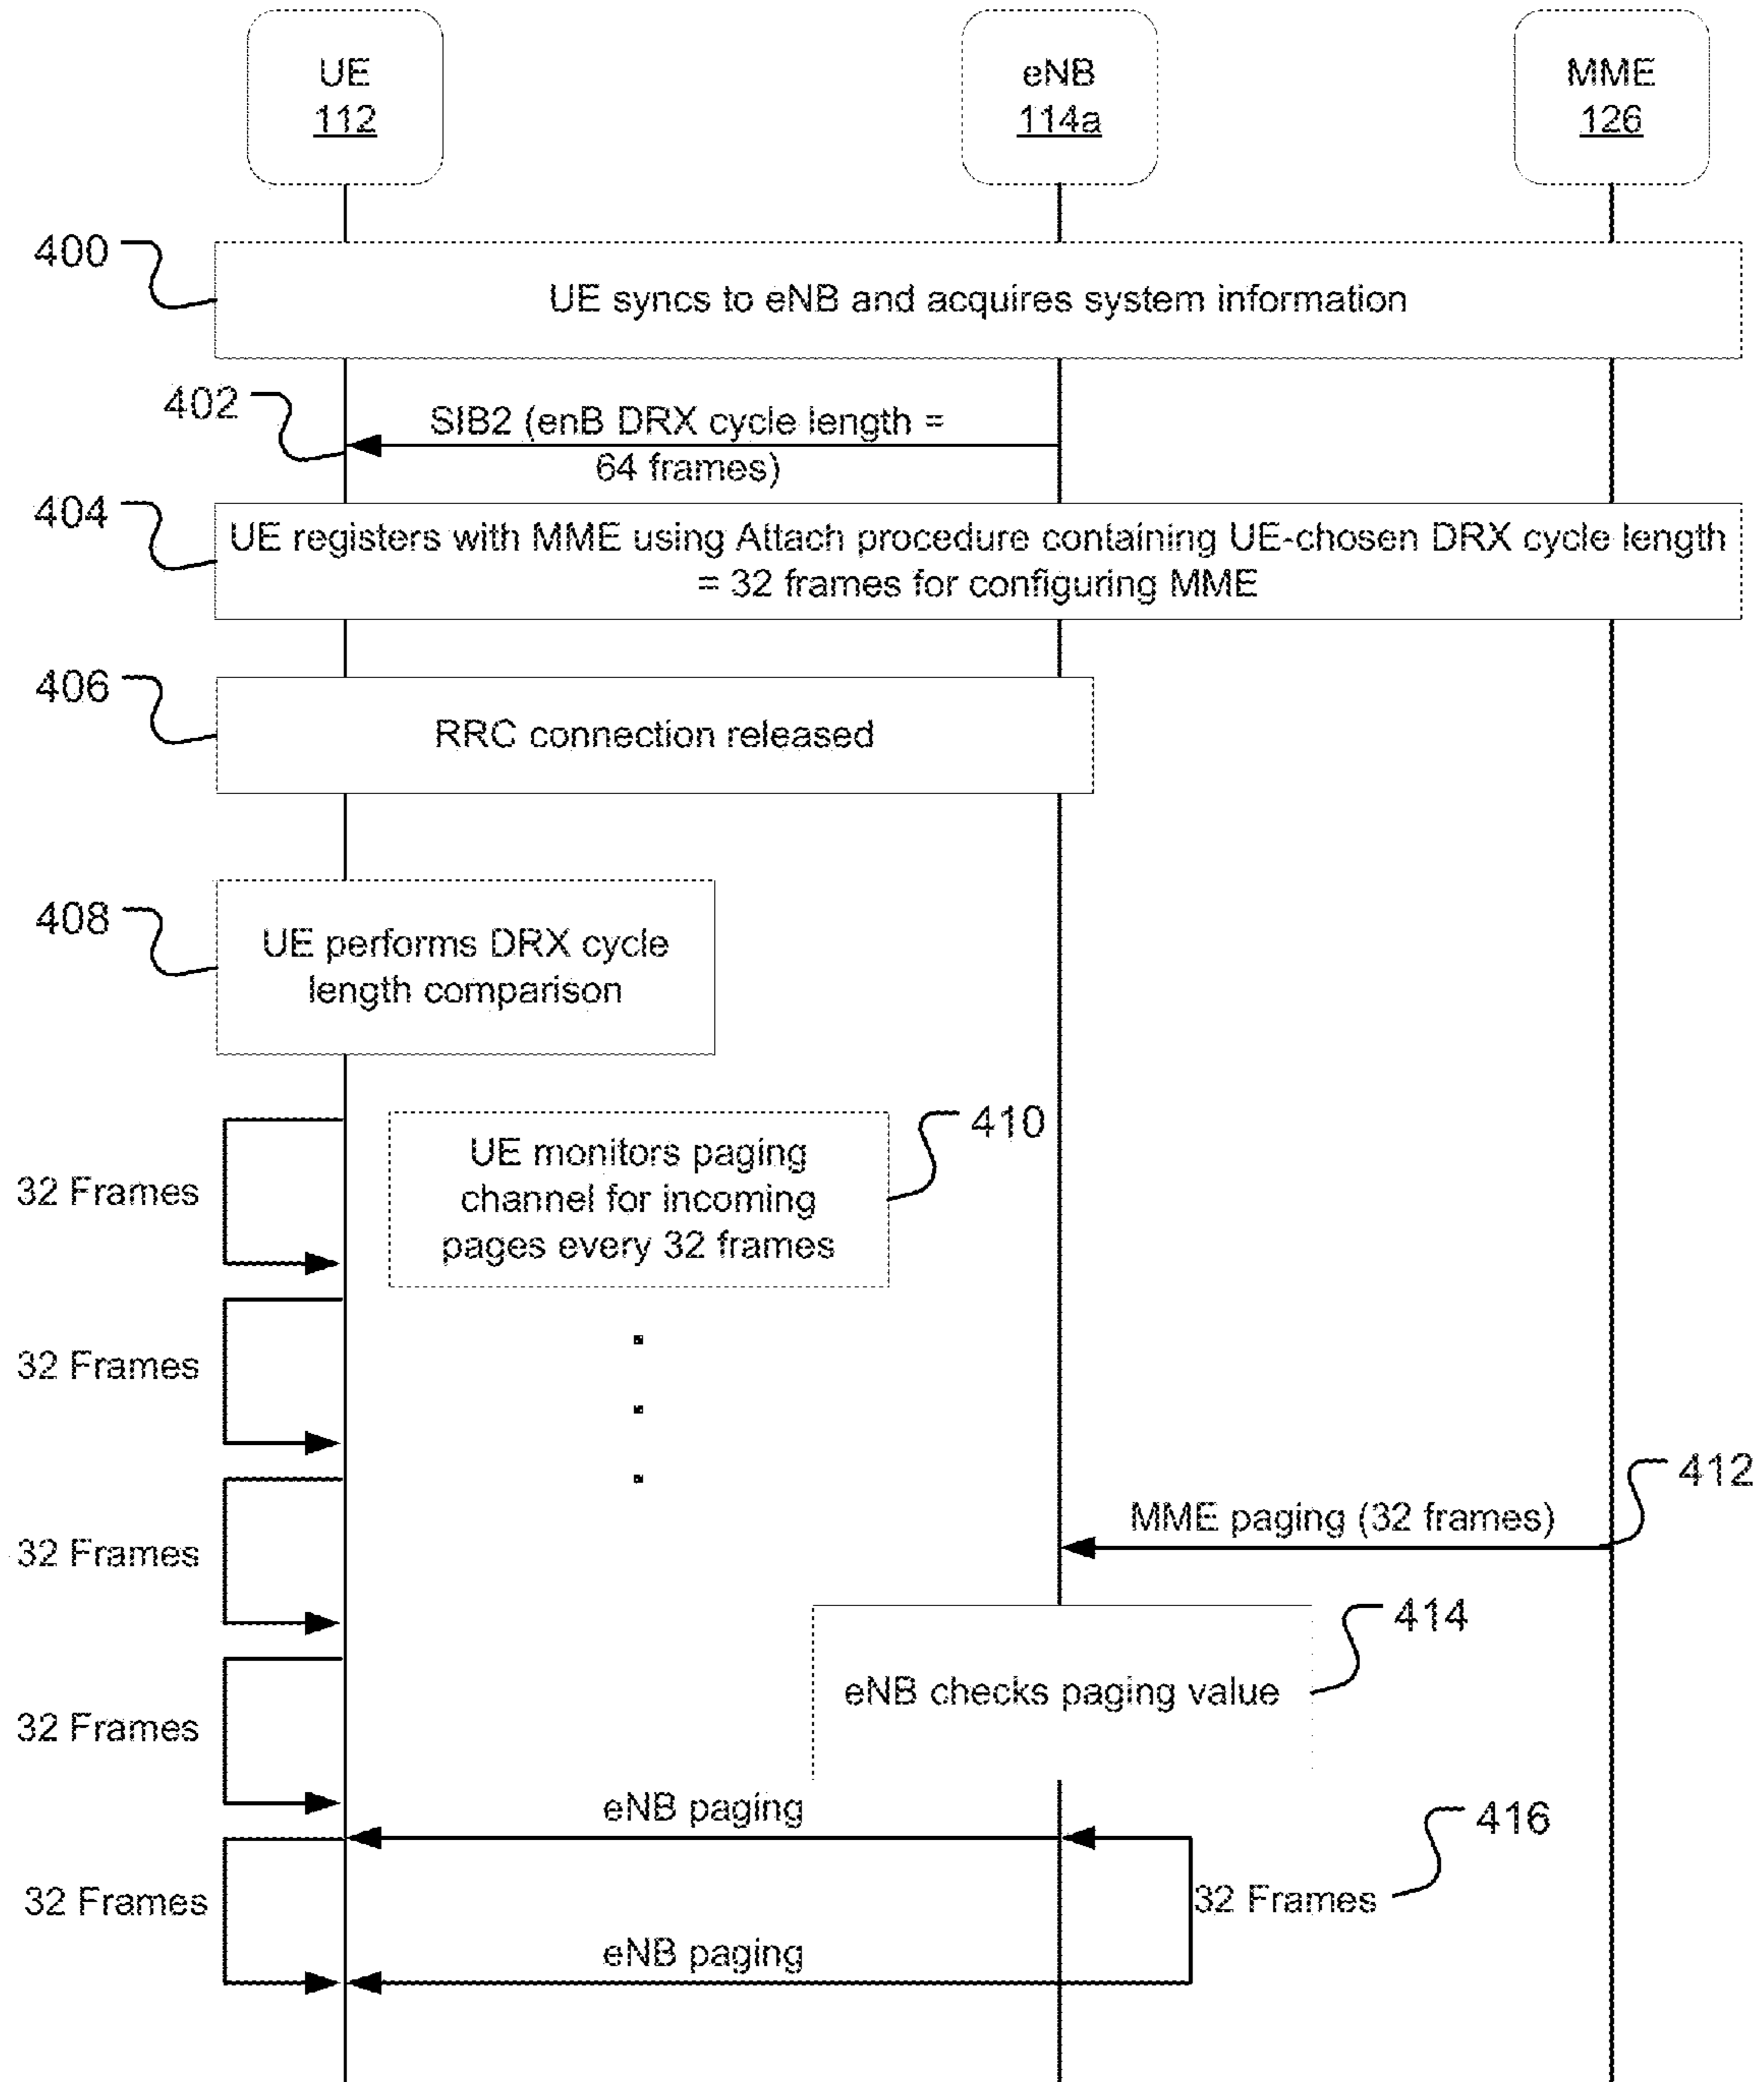 UE
112
eNB
114a
MME
126
400
UE syncs to eNB and acquires system information
402
SIB2 (enB DRX cycle length =
64 frames)
404
UE registers with MME using Attach procedure containing UE-chosen DRX cycle length
= 32 frames for configuring MME
406
RRC connection released
408
UE performs DRX cycle
length comparison
410
32 Frames
UE monitors paging
channel for incoming
pages every 32 frames
32 Frames
412
MME paging (32 frames)
32 Frames
414
eNB checks paging value
32 Frames
eNB paging
416
32 Frames
32 Frames
eNB paging